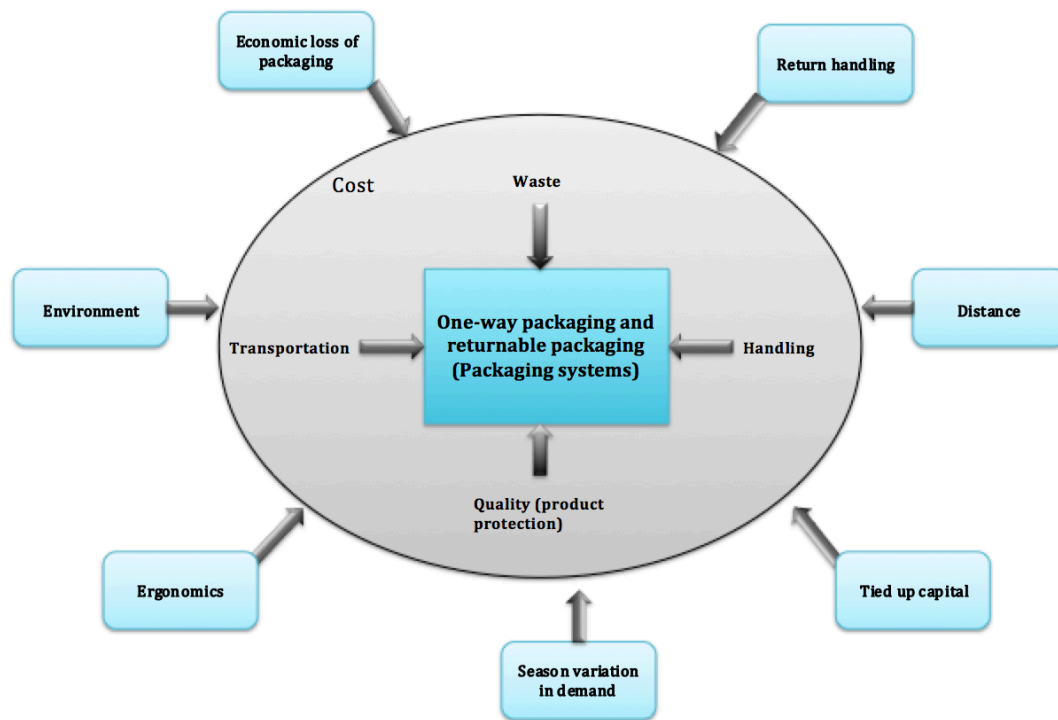 Economic loss of
packaging
Return handling
Cost
Waste
Environment
Distance
One-way packaging and
returnable packaging
(Packaging systems)
Transportation
Handling
Quality (product
protection)
Ergonomics
Tied up capital
Season variation
in demand